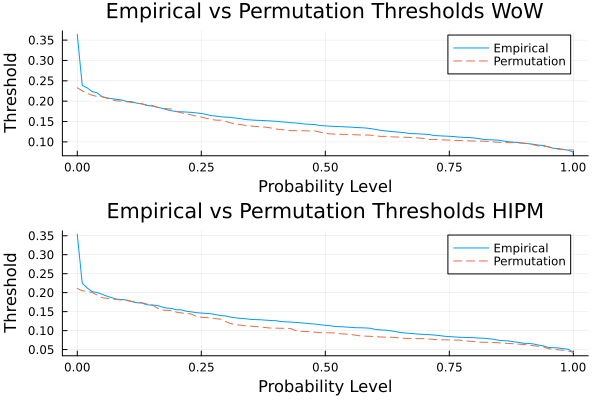 Empirical vs Permutation Thresholds WoW
Threshold
0.35
0.30
0.25
0.20
0.15
0.10
Empirical
Permutation
0.00 0.25 0.50 0.75 1.00
Probability Level
Empirical vs Permutation Thresholds HIPM
Threshold
0.35
0.30
0.25
0.20
0.15
0.10
0.05
Empirical
Permutation
0.00 0.25 0.50 0.75 1.00
Probability Level